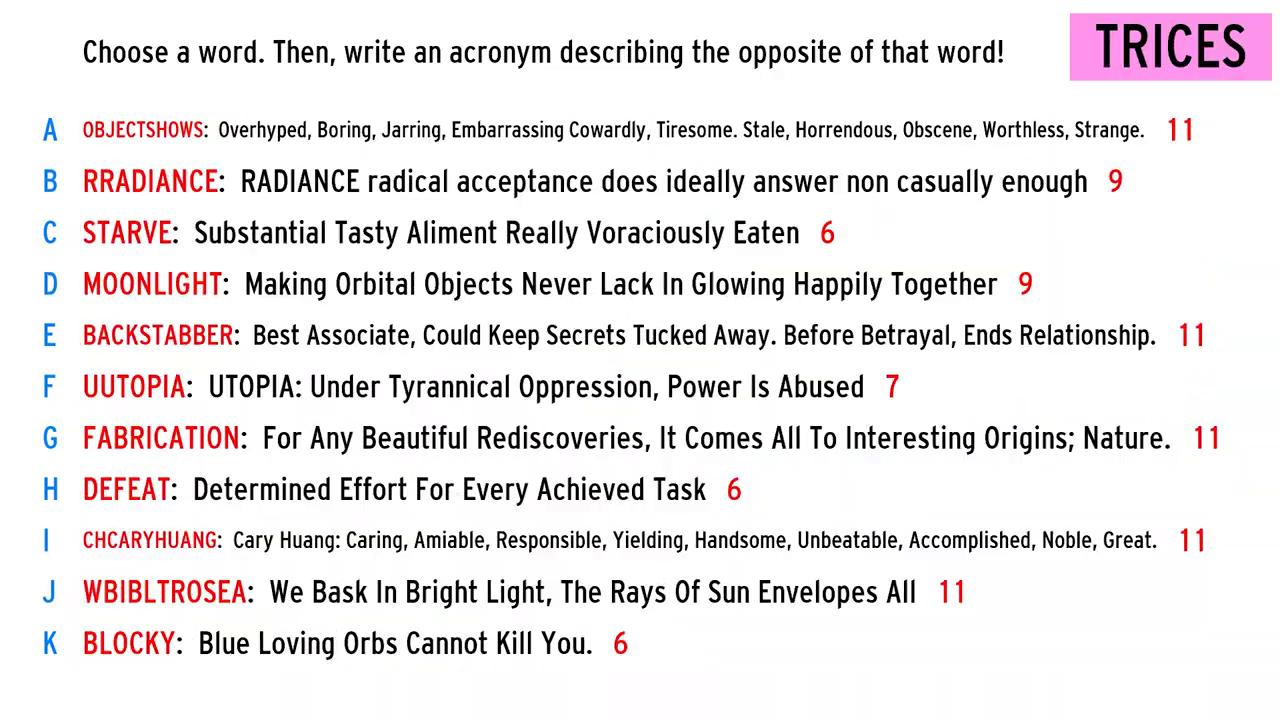 Choose a word. Then, write an acronym describing the opposite of that word!
TRICES
A OBJECTSHOWS: Overhyped, Boring, Jarring, Embarrassing Cowardly, Tiresome. Stale, Horrendous, Obscene, Worthless, Strange. 11
B RRADIANCE: RADIANCE radical acceptance does ideally answer non casually enough 9
C STARVE: Substantial Tasty Aliment Really Voraciously Eaten 6
D MOONLIGHT: Making Orbital Objects Never Lack In Glowing Happily Together 9
E BACKSTABBER: Best Associate, Could Keep Secrets Tucked Away. Before Betrayal, Ends Relationship. 11
F UUTOPIA: UTOPIA: Under Tyrannical Oppression, Power Is Abused 7
G FABRICATION: For Any Beautiful Rediscoveries, It Comes All To Interesting Origins; Nature. 11
H DEFEAT: Determined Effort For Every Achieved Task 6
I CHCARYHUANG: Cary Huang: Caring, Amiable, Responsible, Yielding, Handsome, Unbeatable, Accomplished, Noble, Great. 11
J WBIBLTROSEA: We Bask In Bright Light, The Rays Of Sun Envelopes All 11
K BLOCKY: Blue Loving Orbs Cannot Kill You. 6